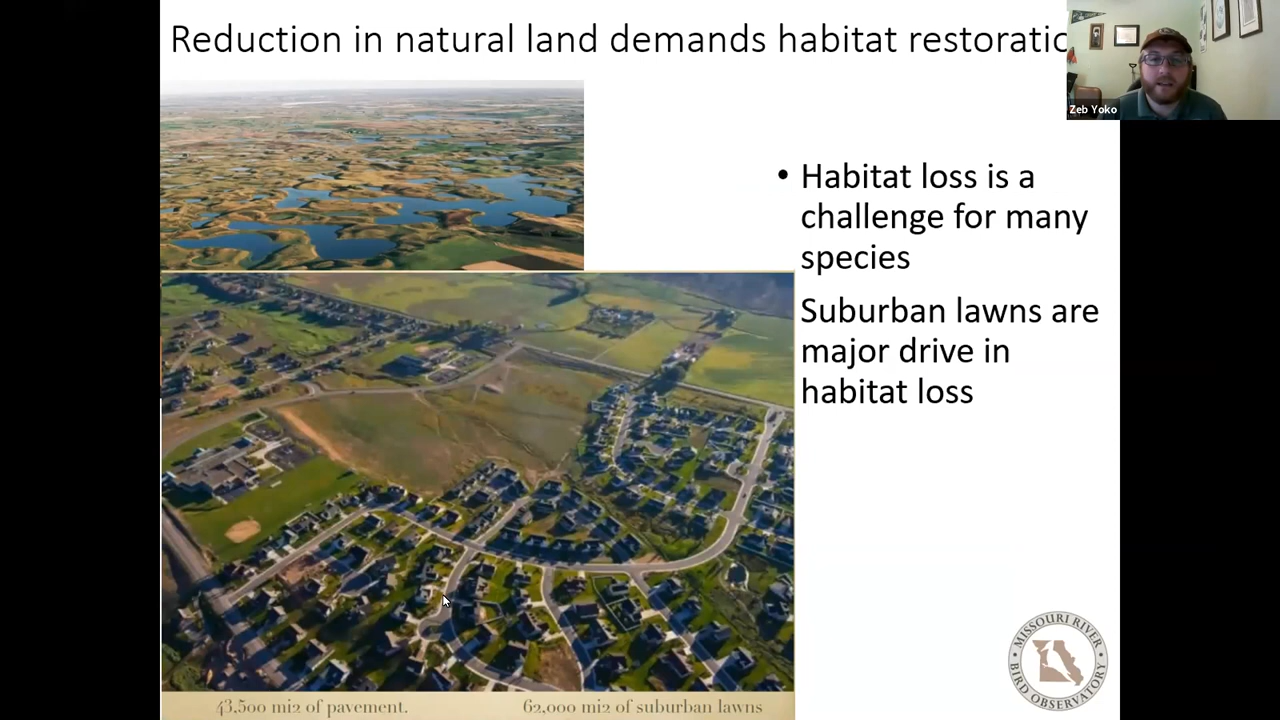 Reduction in natural land demands habitat restoratio
Zeb Yoko
• Habitat loss is a
challenge for many
species
Suburban lawns are
major drive in
habitat loss
MISSOURI RIVER
• BIRD OBSERVATORY •
43,500 mi2 of pavement.
62,000 mi2 of suburban lawns